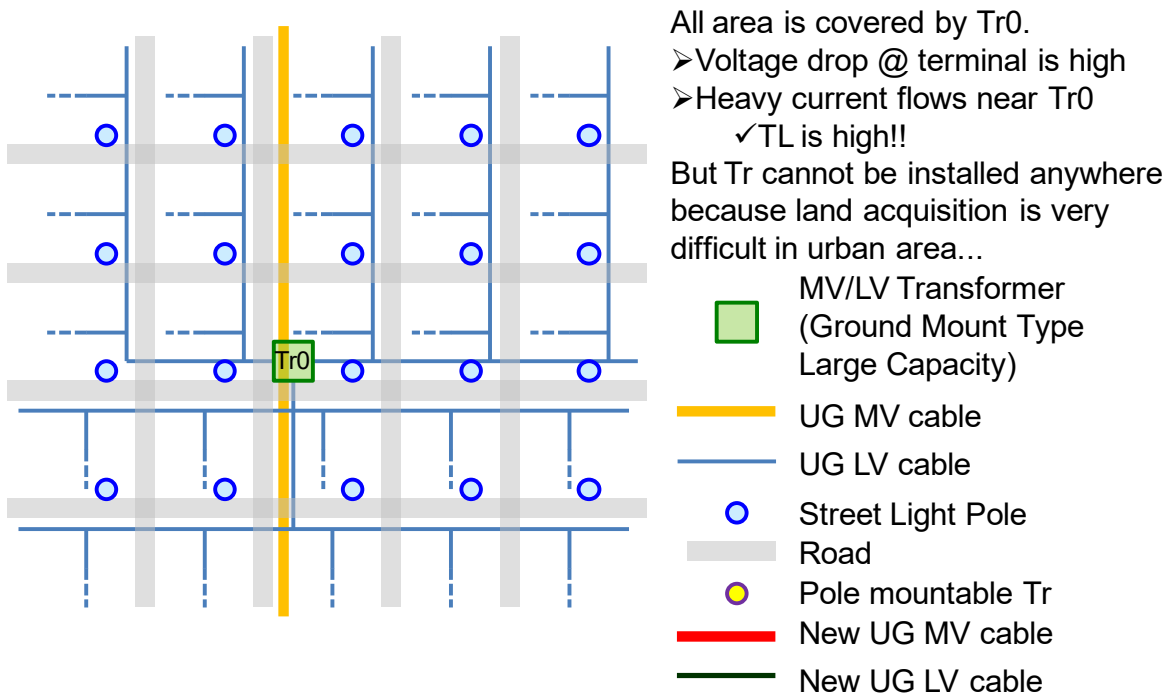 All area is covered by Tr0.
➢Voltage drop @ terminal is high
➢Heavy current flows near Tr0
✓TL is high!!
But Tr cannot be installed anywhere
because land acquisition is very
difficult in urban area...
MV/LV Transformer
(Ground Mount Type
Large Capacity)
UG MV cable
UG LV cable
Street Light Pole
Road
Pole mountable Tr
New UG MV cable
New UG LV cable
Tr0